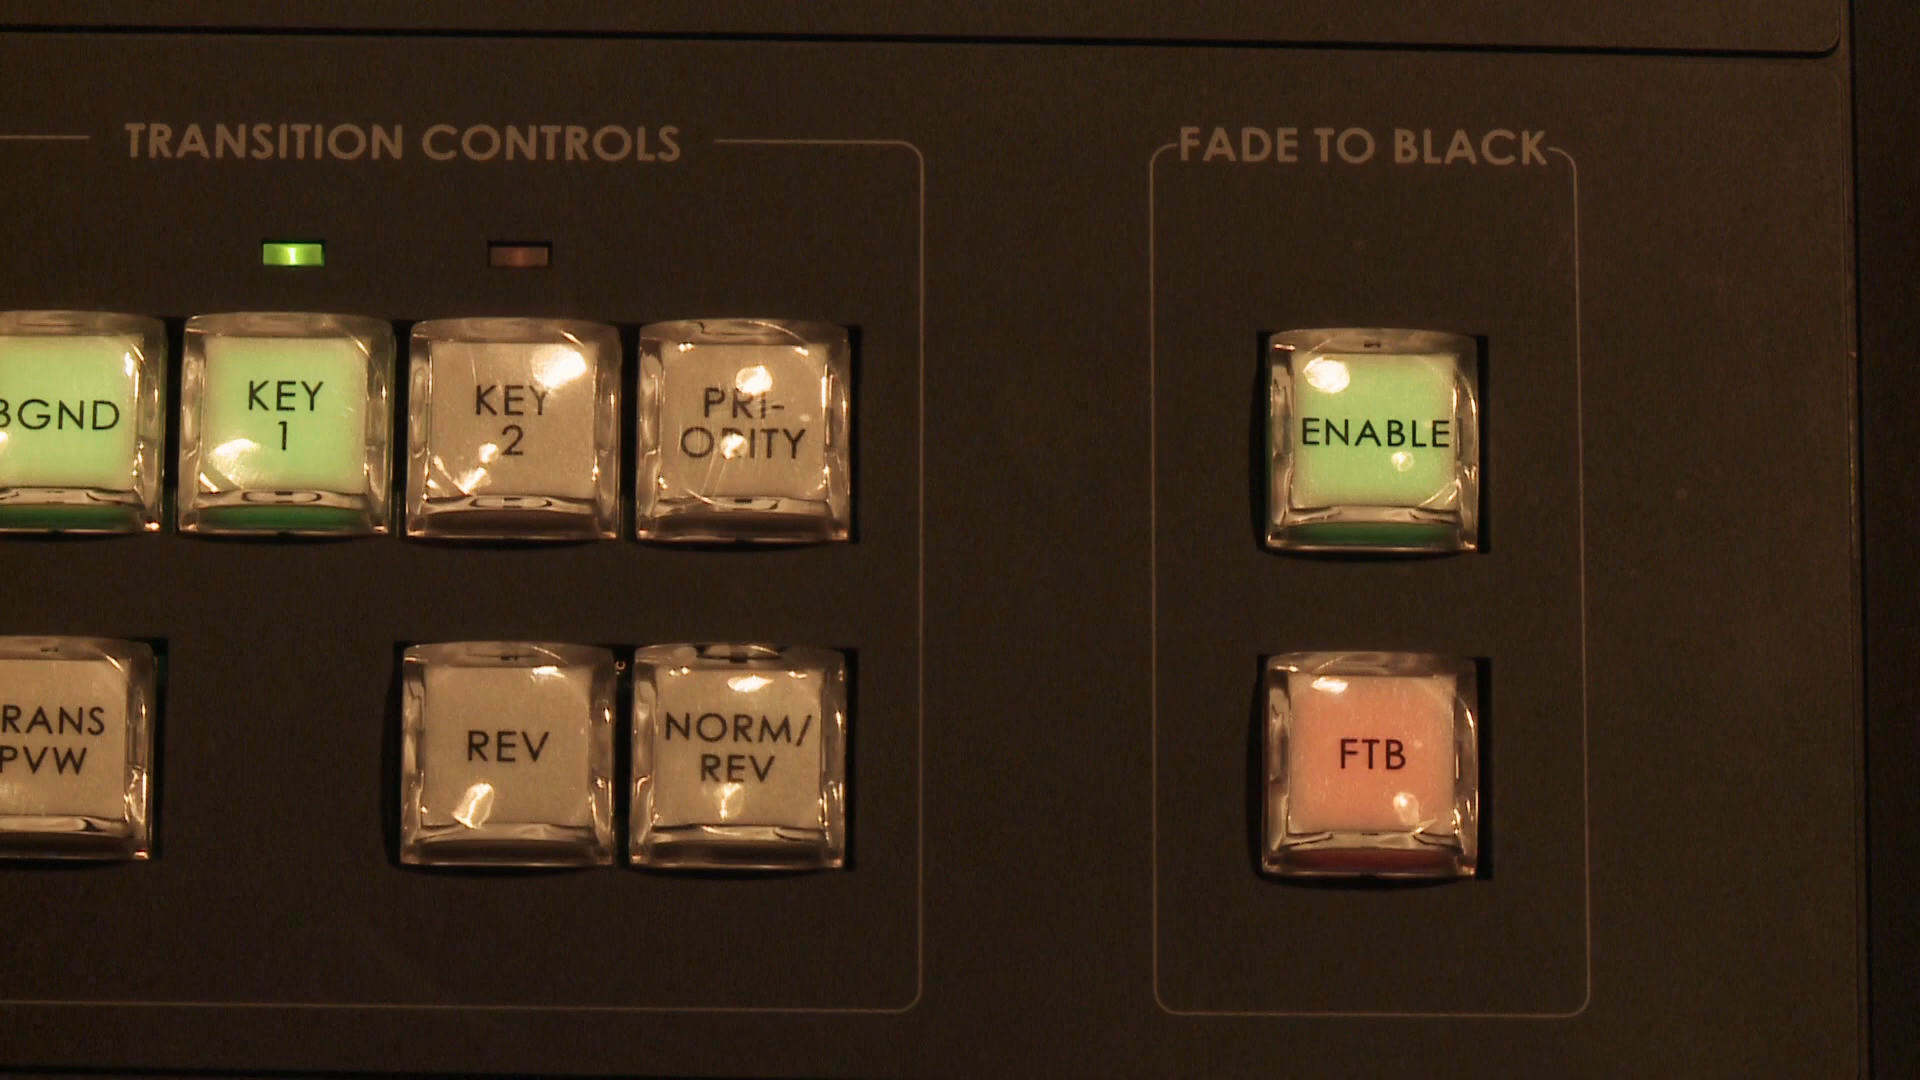 TRANSITION CONTROLS
FADE TO BLACK
BGND
KEY
1
KEY
2
PRI-
ORITY
ENABLE
RANS
PVW
REV
NORM/
REV
FTB